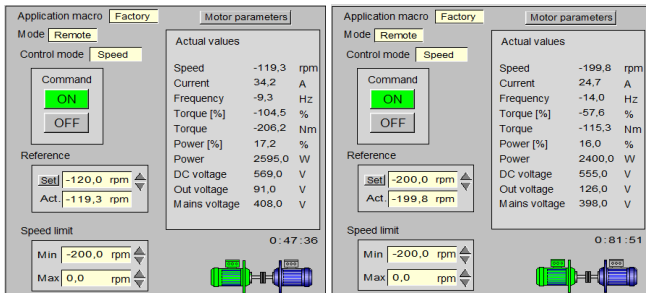 Application macro Factory Motor parameters
Mode Remote
Control mode Speed
Actual values
Command
ON
OFF
Speed -119,3 rpm
Current 34,2 A
Frequency -9,3 Hz
Torque [%] -104,5 %
Torque -206,2 Nm
Power [%] 17,2 %
Power 2595,0 W
DC voltage 569,0 V
Out voltage 91,0 V
Mains voltage 408,0 V
Reference
Set -120,0 rpm
Act. -119,3 rpm
Speed limit
0:47:36
Min -200,0 rpm
Max 0,0 rpm
Application macro Factory Motor parameters
Mode Remote
Control mode Speed
Actual values
Command
ON
OFF
Speed -199,8 rpm
Current 24,7 A
Frequency -14,0 Hz
Torque [%] -57,6 %
Torque -115,3 Nm
Power [%] 16,0 %
Power 2400,0 W
DC voltage 555,0 V
Out voltage 126,0 V
Mains voltage 398,0 V
Reference
Set -200,0 rpm
Act. -199,8 rpm
Speed limit
0:81:51
Min -200,0 rpm
Max 0,0 rpm